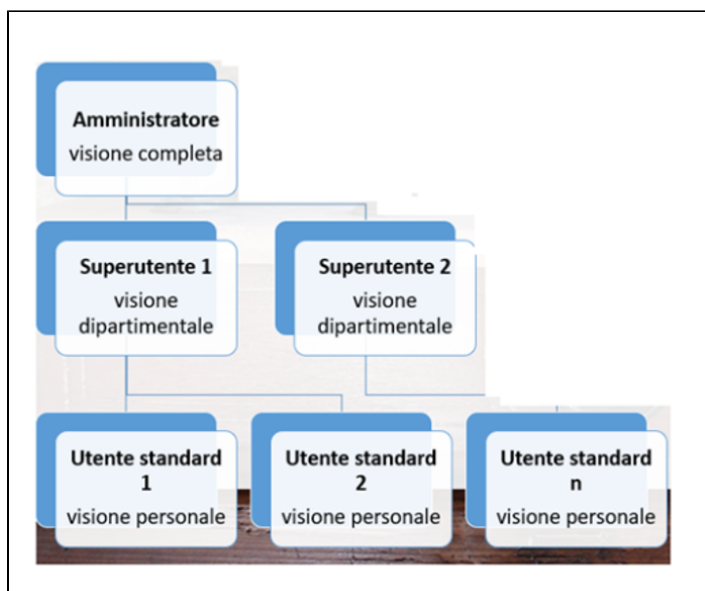 Amministratore
visione completa
Superutente 1
visione
dipartimentale
Superutente 2
visione
dipartimentale
Utente standard
1
visione personale
Utente standard
2
visione personale
Utente standard
n
visione personale